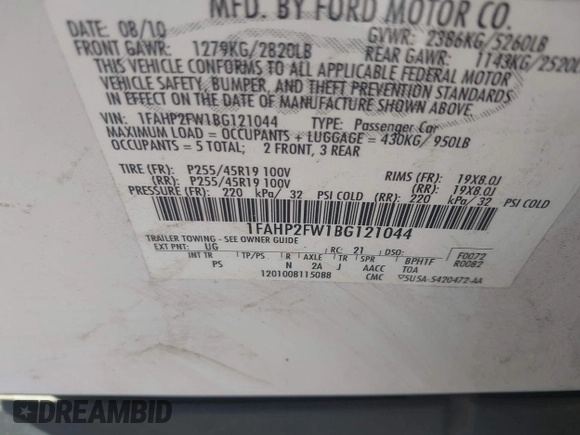 MFD. BY FORD MOTOR CO.
DATE: 08/10 GVWR: 2386KG/5260LB
FRONT GAWR: 1279KG/2820LB REAR GAWR: 1143KG/2520L
THIS VEHICLE CONFORMS TO ALL APPLICABLE FEDERAL MOTOR
VEHICLE SAFETY, BUMPER, AND THEFT PREVENTION STANDARDS
IN EFFECT ON THE DATE OF MANUFACTURE SHOWN ABOVE.
VIN: 1FAHP2FW1BG121044 TYPE: Passenger Car
MAXIMUM LOAD = OCCUPANTS + LUGGAGE = 430KG/950LB
OCCUPANTS = 5 TOTAL; 2 FRONT, 3 REAR
TIRE (FR): P255/45R19 100V RIMS (FR): 19X8.0J
(RR): P255/45R19 100V (RR): 19X8.0J
PRESSURE (FR): 220 kPa/ 32 PSI COLD (RR): 220 kPa/ 32 PSI COLD
1FAHP2FW1BG121044
TRAILER TOWING - SEE OWNER GUIDE
EXT PNT: UG RC: 21 DSO: F0072
R0082
INT TR TP/PS R AXLE TR SPR BPHTF
PS N 2A J AACC TOA
1201008115088 CMC
DREAMBID